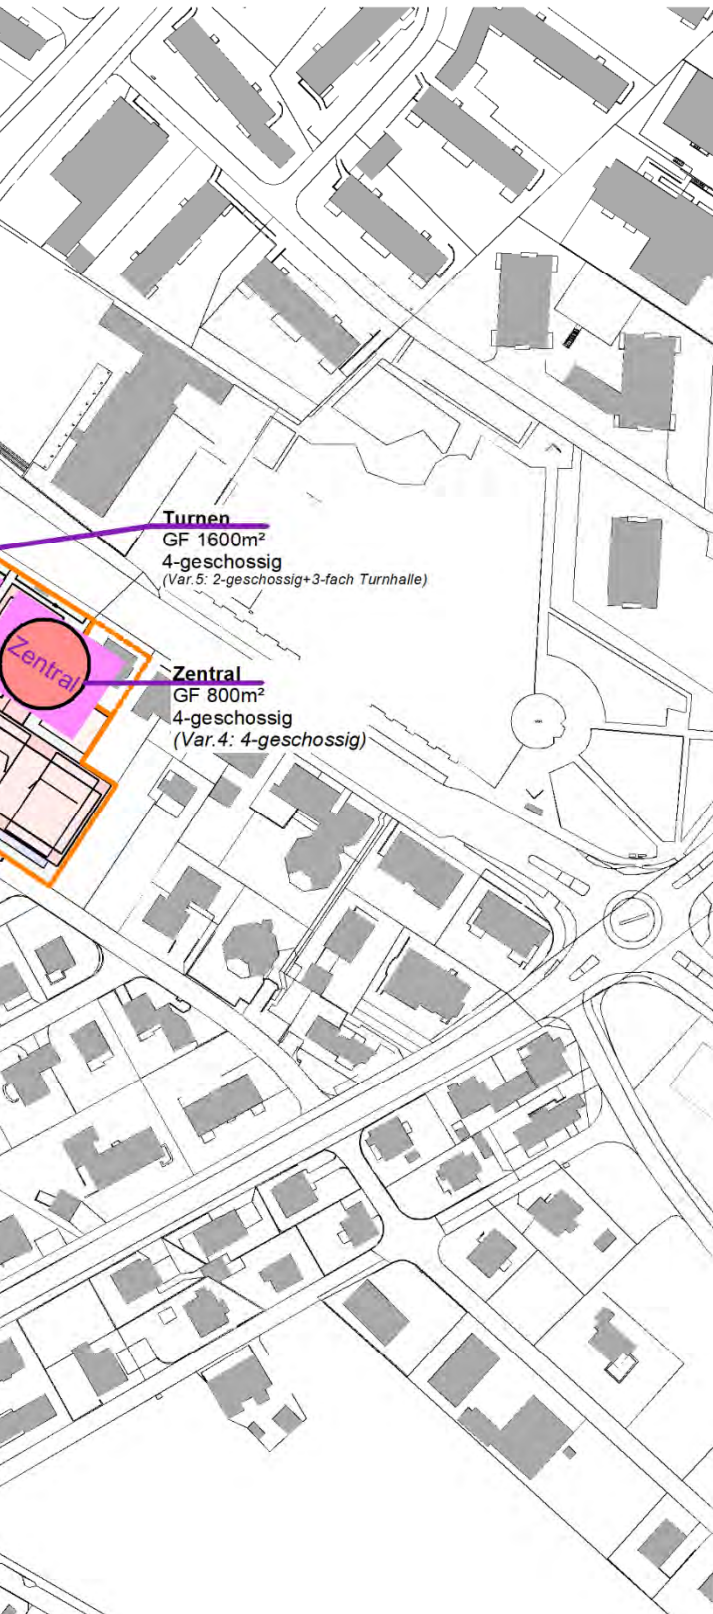 Turnen
GF 1600m²
4-geschossig
(Var.5: 2-geschossig+3-fach Turnhalle)
Zentral
Zentral
GF 800m²
4-geschossig
(Var.4: 4-geschossig)